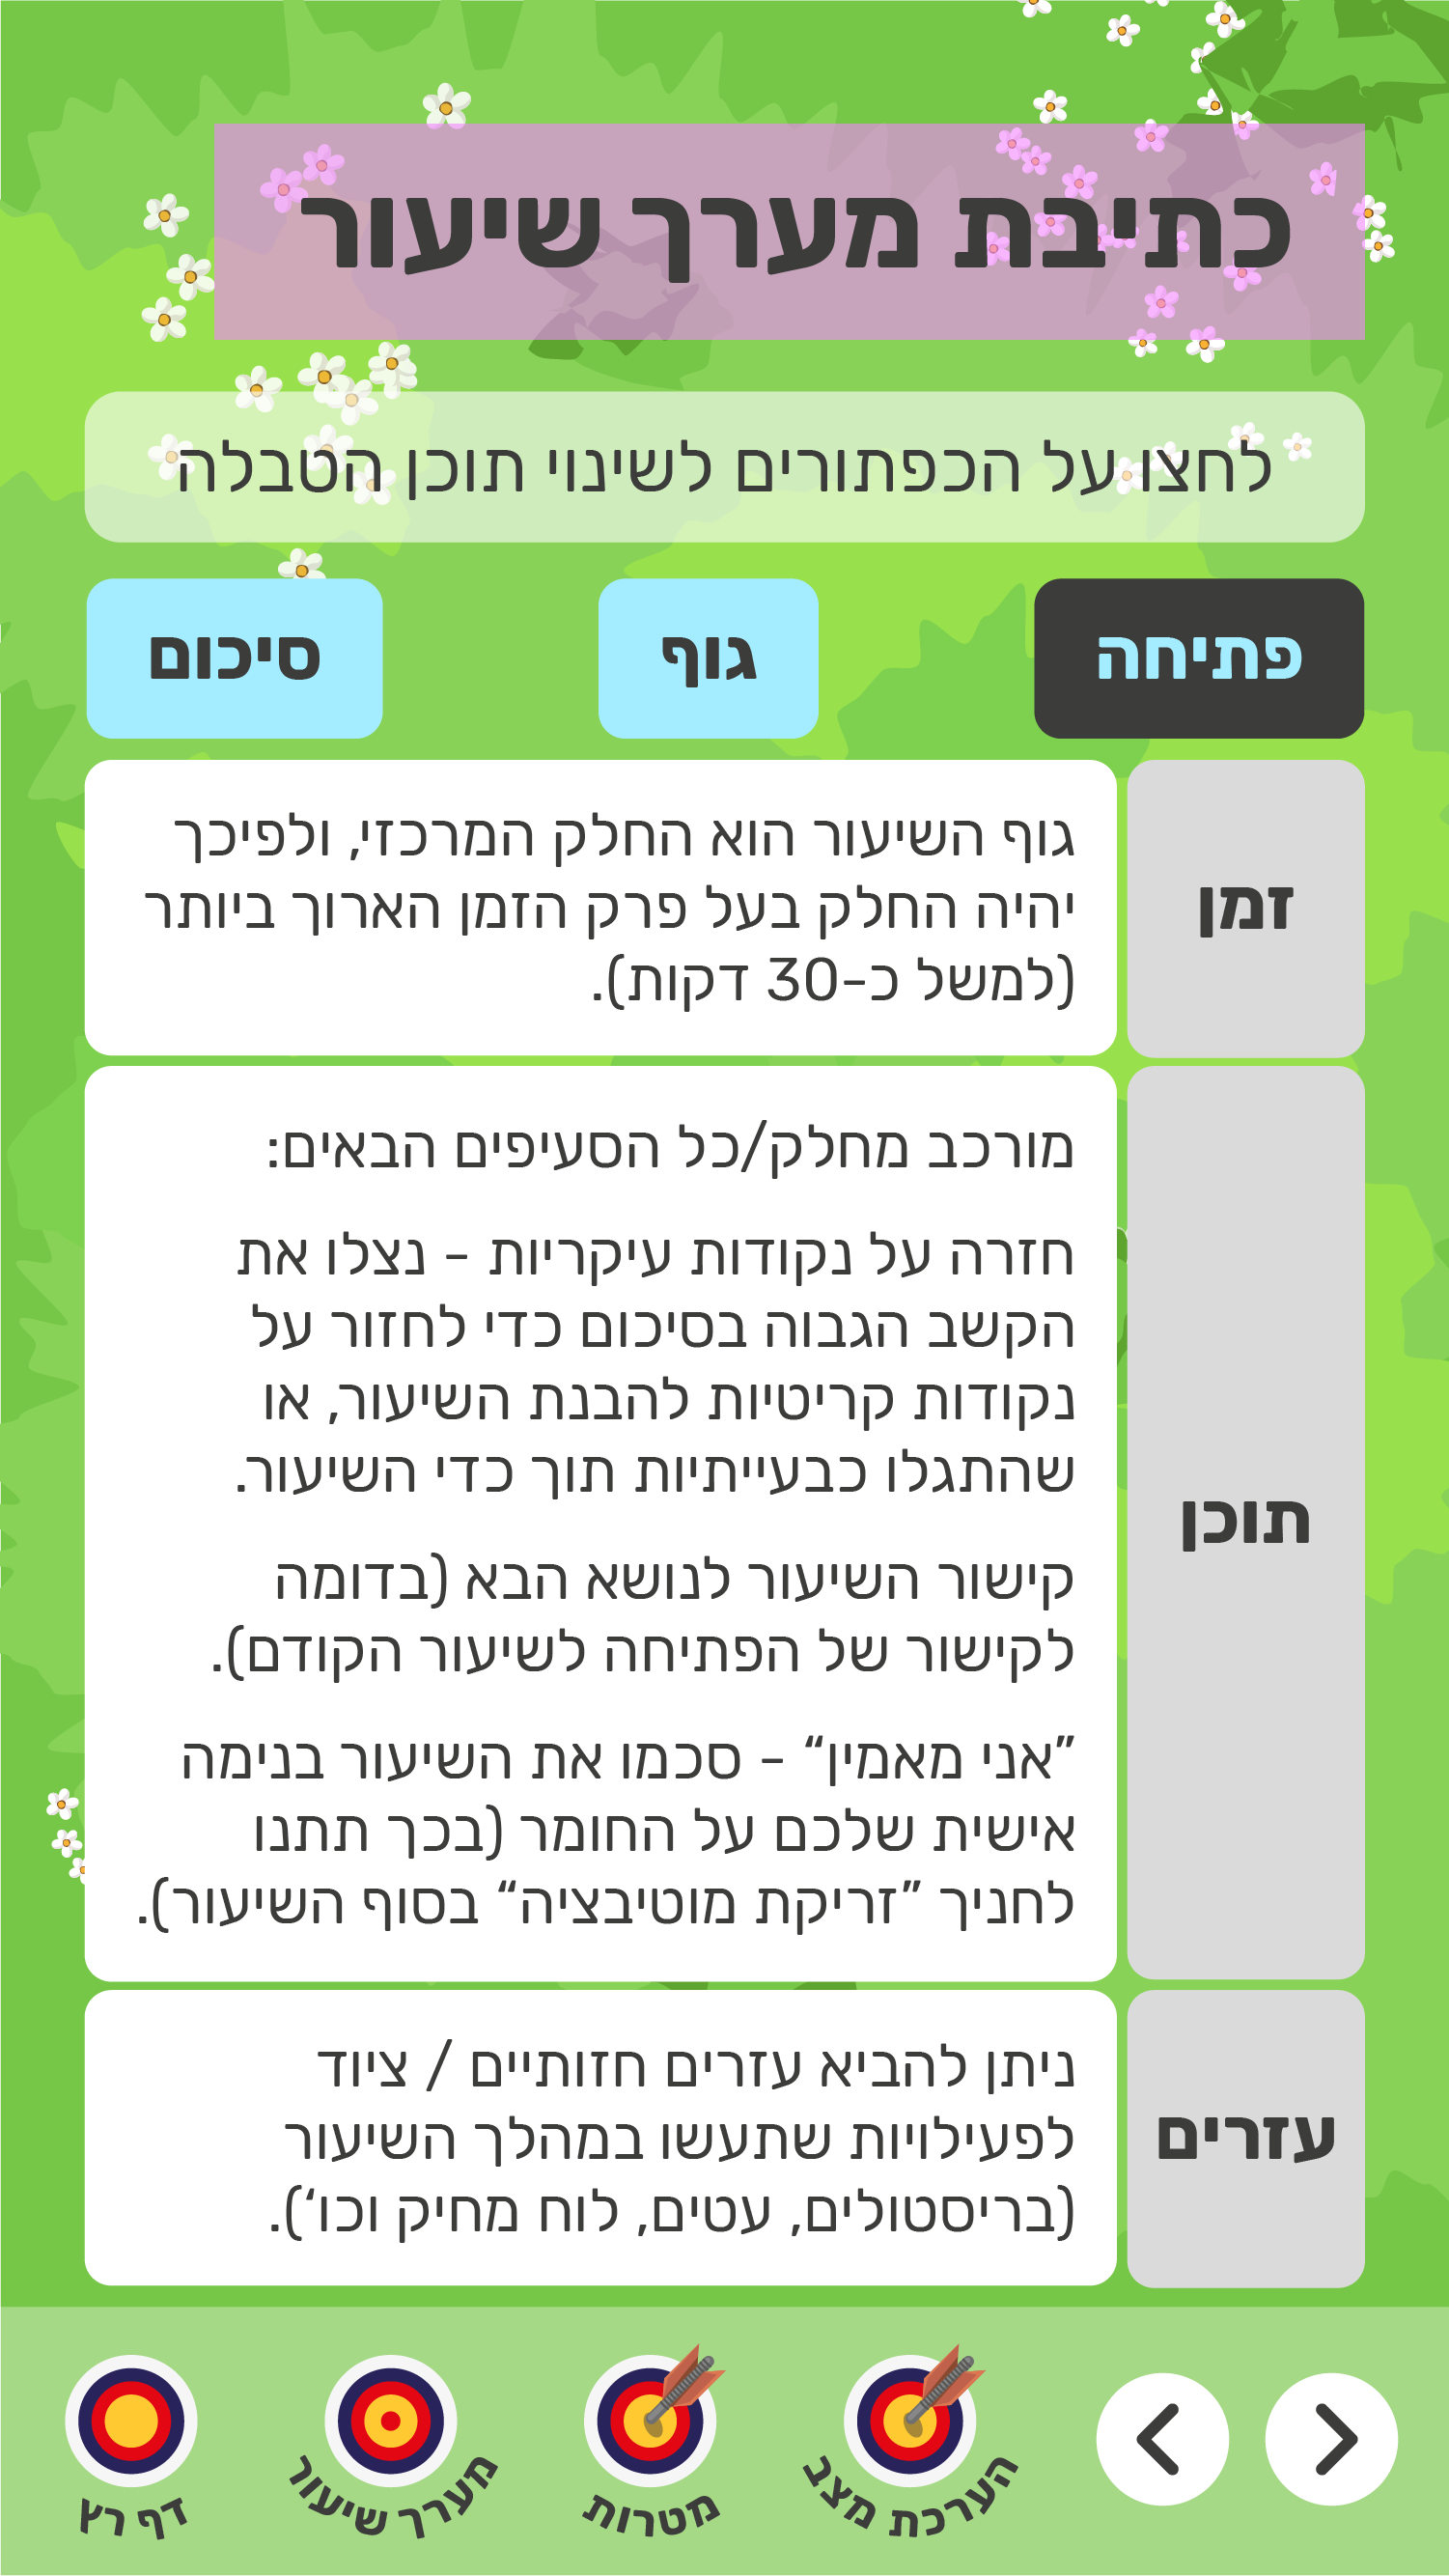 כתיבת מערך שיעור
לחצו על הכפתורים לשינוי תוכן הטבלה
פתיחה
גוף
סיכום
זמן
גוף השיעור הוא החלק המרכזי, ולפיכך
יהיה החלק בעל פרק הזמן הארוך ביותר
(למשל כ-30 דקות).
תוכן
מורכב מחלק/כל הסעיפים הבאים:
חזרה על נקודות עיקריות - נצלו את
הקשב הגבוה בסיכום כדי לחזור על
נקודות קריטיות להבנת השיעור, או
שהתגלו כבעייתיות תוך כדי השיעור.
קישור השיעור לנושא הבא (בדומה
לקישור של הפתיחה לשיעור הקודם).
”אני מאמין“ - סכמו את השיעור בנימה
אישית שלכם על החומר (בכך תתנו
לחניך ”זריקת מוטיבציה“ בסוף השיעור).
עזרים
ניתן להביא עזרים חזותיים / ציוד
לפעילויות שתעשו במהלך השיעור
(בריסטולים, עטים, לוח מחיק וכו‘).
הערכת מצב
מטרות
מערך שיעור
דף רץ